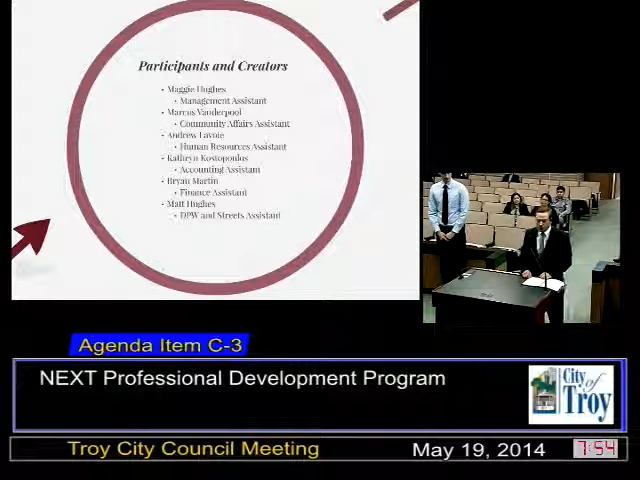 Participants and Creators
• Maggie Hughes
• Management Assistant
• Marcus Vanderpool
• Community Affairs Assistant
• Andrew Lavoie
• Human Resources Assistant
• Kathryn Kostopoulos
• Accounting Assistant
• Bryan Martin
• Finance Assistant
• Matt Hughes
• DPW and Streets Assistant
Agenda Item C-3
NEXT Professional Development Program
City of Troy
Troy City Council Meeting May 19, 2014 7:54